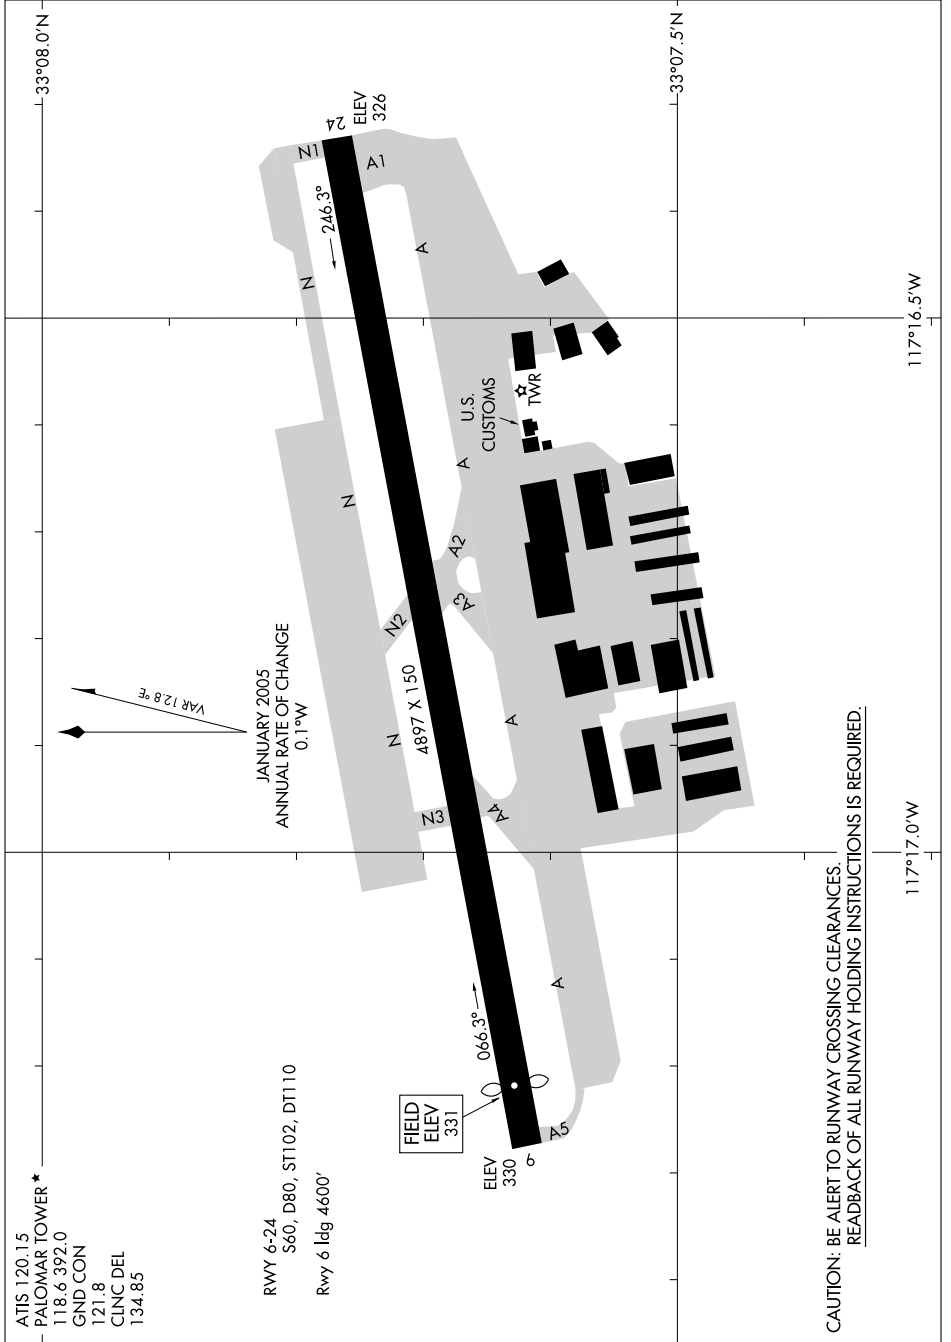 ATIS 120.15
PALOMAR TOWER ★
118.6 392.0
GND CON
121.8
CLNC DEL
134.85
RWY 6-24
S60, D80, ST102, DT110
Rwy 6 ldg 4600'
JANUARY 2005
ANNUAL RATE OF CHANGE
0.1°W
VAR 12.8°E
33°08.0'N
33°07.5'N
117°17.0'W
117°16.5'W
FIELD
ELEV
331
ELEV
330
6
066.3°
4897 X 150
246.3°
24
ELEV
326
N1
N
N
N2
N
N3
A1
A
A
A2
A3
A
A4
A
A5
U.S.
CUSTOMS
TWR
CAUTION: BE ALERT TO RUNWAY CROSSING CLEARANCES.
READBACK OF ALL RUNWAY HOLDING INSTRUCTIONS IS REQUIRED.